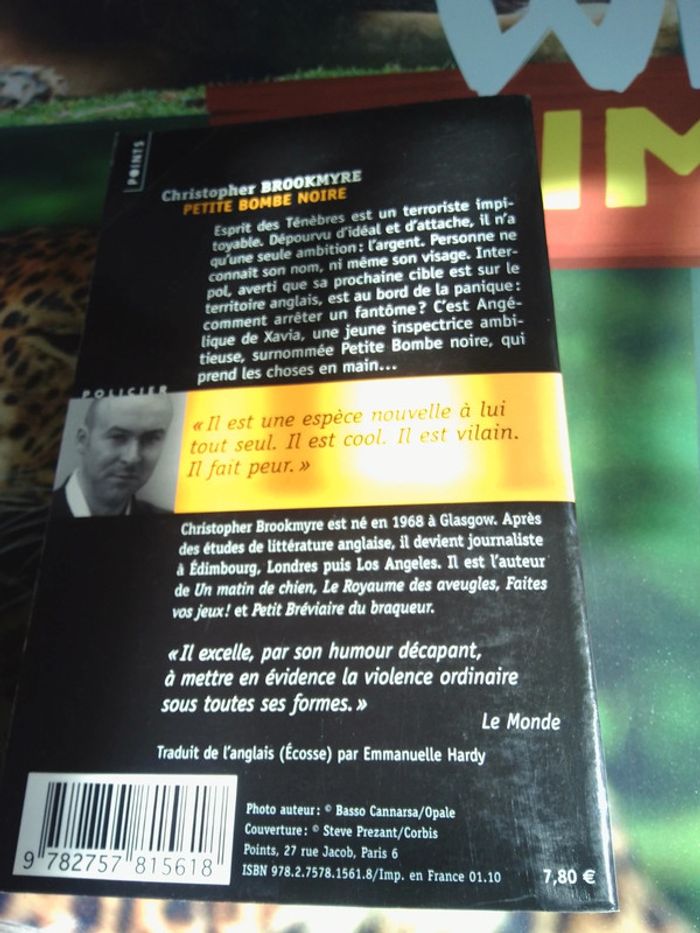 WI
IM
POINTS
Christopher BROOKMYRE
PETITE BOMBE NOIRE
Esprit des Ténèbres est un terroriste impi-
toyable. Dépourvu d'idéal et d'attache, il n'a
qu'une seule ambition : l'argent. Personne ne
connaît son nom, ni même son visage. Inter-
pol, averti que sa prochaine cible est sur le
territoire anglais, est au bord de la panique :
comment arrêter un fantôme ? C'est Angé-
lique de Xavia, une jeune inspectrice ambi-
tieuse, surnommée Petite Bombe noire, qui
prend les choses en main...
POLICIER
« Il est une espèce nouvelle à lui
tout seul. Il est cool. Il est vilain.
Il fait peur. »
Christopher Brookmyre est né en 1968 à Glasgow. Après
des études de littérature anglaise, il devient journaliste
à Édimbourg, Londres puis Los Angeles. Il est l'auteur
de Un matin de chien, Le Royaume des aveugles, Faites
vos jeux ! et Petit Bréviaire du braqueur.
« Il excelle, par son humour décapant,
à mettre en évidence la violence ordinaire
sous toutes ses formes. »
Le Monde
Traduit de l'anglais (Écosse) par Emmanuelle Hardy
Photo auteur : © Basso Cannarsa/Opale
Couverture : © Steve Prezant/Corbis
Points, 27 rue Jacob, Paris 6
ISBN 978.2.7578.1561.8/Imp. en France 01.10
7,80 €
9 782757 815618